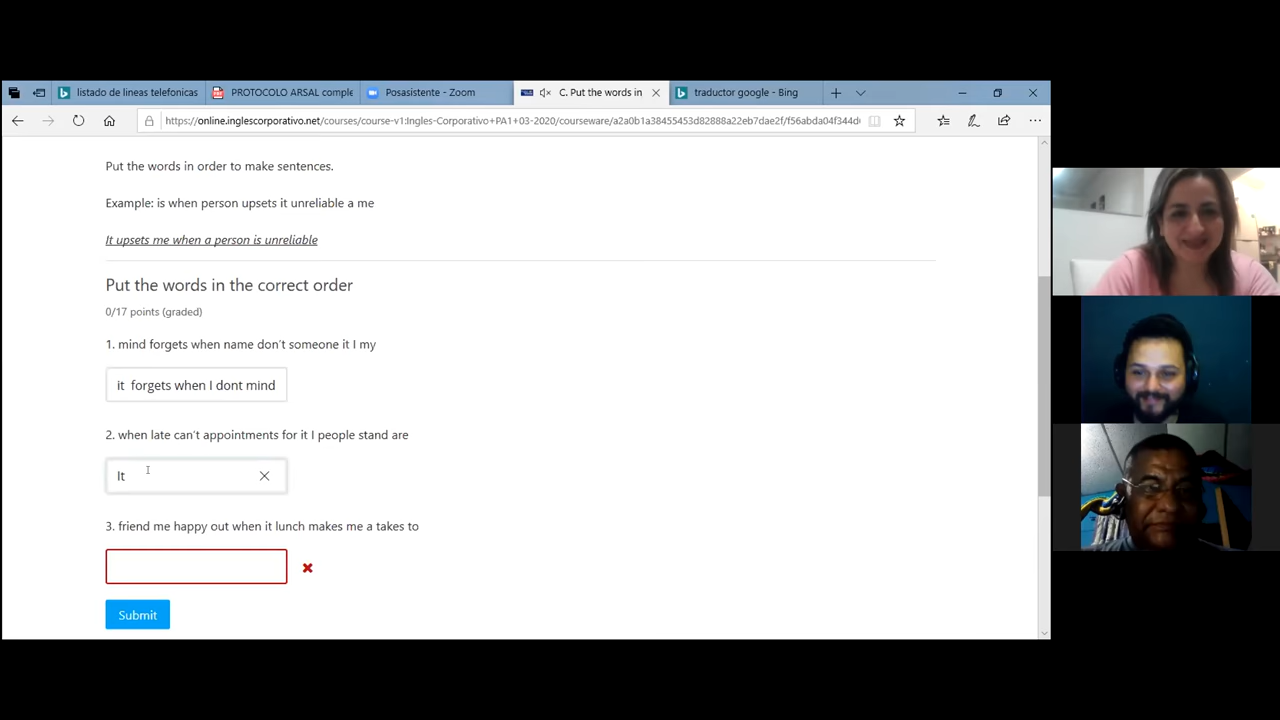 listado de lineas telefonicas
PROTOCOLO ARSAL comple
Posasistente - Zoom
C. Put the words in
traductor google - Bing
https://online.inglescorporativo.net/courses/course-v1:Ingles-Corporativo+PA1+03-2020/courseware/a2a0b1a38455453d82888a22eb7dae2f/f56abda04f344d
Put the words in order to make sentences.
Example: is when person upsets it unreliable a me
It upsets me when a person is unreliable
Put the words in the correct order
0/17 points (graded)
1. mind forgets when name don't someone it I my
it forgets when I dont mind
2. when late can't appointments for it I people stand are
It
3. friend me happy out when it lunch makes me a takes to
Submit